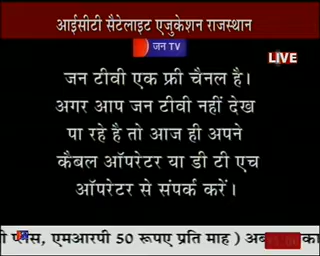 आईसीटी सैटेलाइट एजुकेशन राजस्थान
जन TV
LIVE
जन टीवी एक फ्री चैनल है।
अगर आप जन टीवी नहीं देख
पा रहे है तो आज ही अपने
कैबल ऑपरेटर या डी टी एच
ऑपरेटर से संपर्क करें।
प्लस, एमआरपी 50 रूपए प्रति माह )